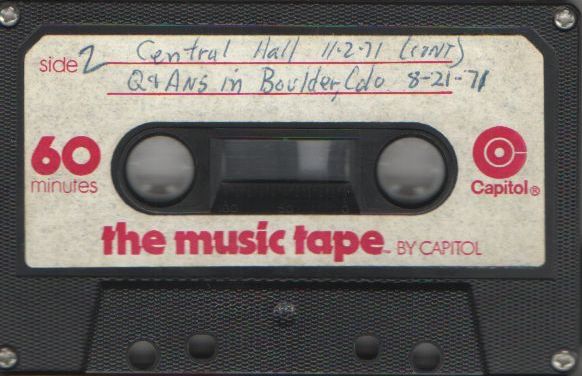 side 2 Central Hall 11-2-71 (CONT)
Q & ANS in Boulder, Colo 8-21-71
60
minutes
Capitol®
the music tape™ BY CAPITOL